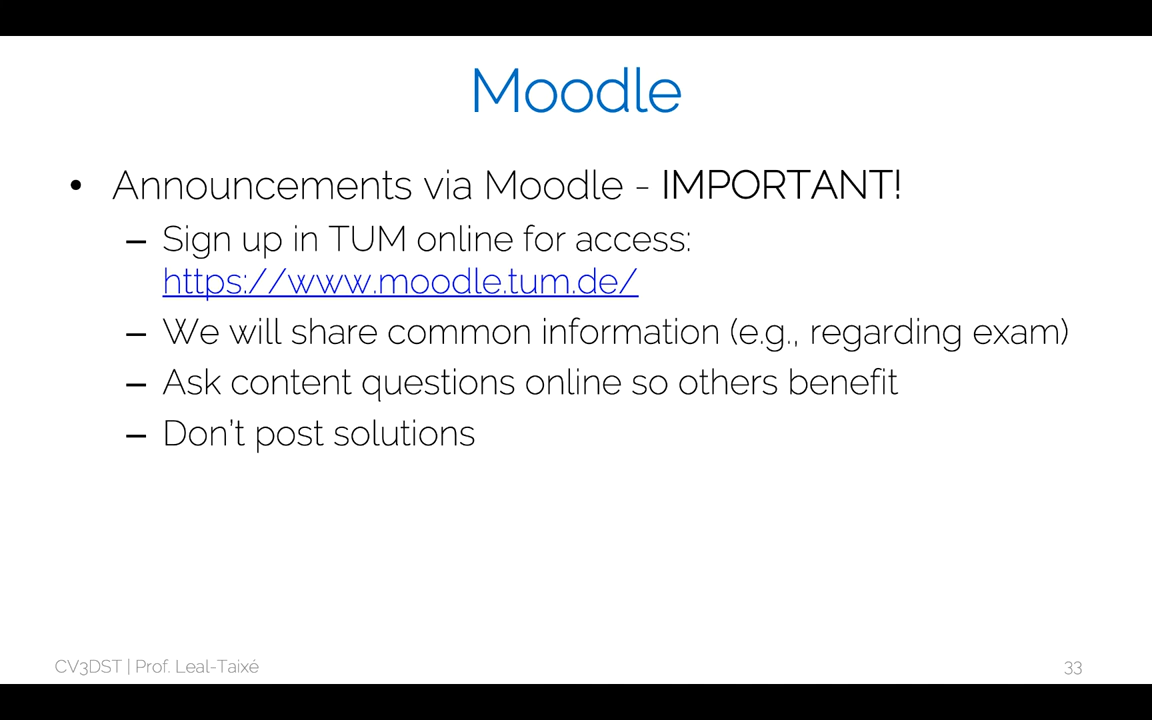 Moodle
• Announcements via Moodle - IMPORTANT!
– Sign up in TUM online for access:
https://www.moodle.tum.de/
– We will share common information (e.g., regarding exam)
– Ask content questions online so others benefit
– Don't post solutions
CV3DST | Prof. Leal-Taixé
33